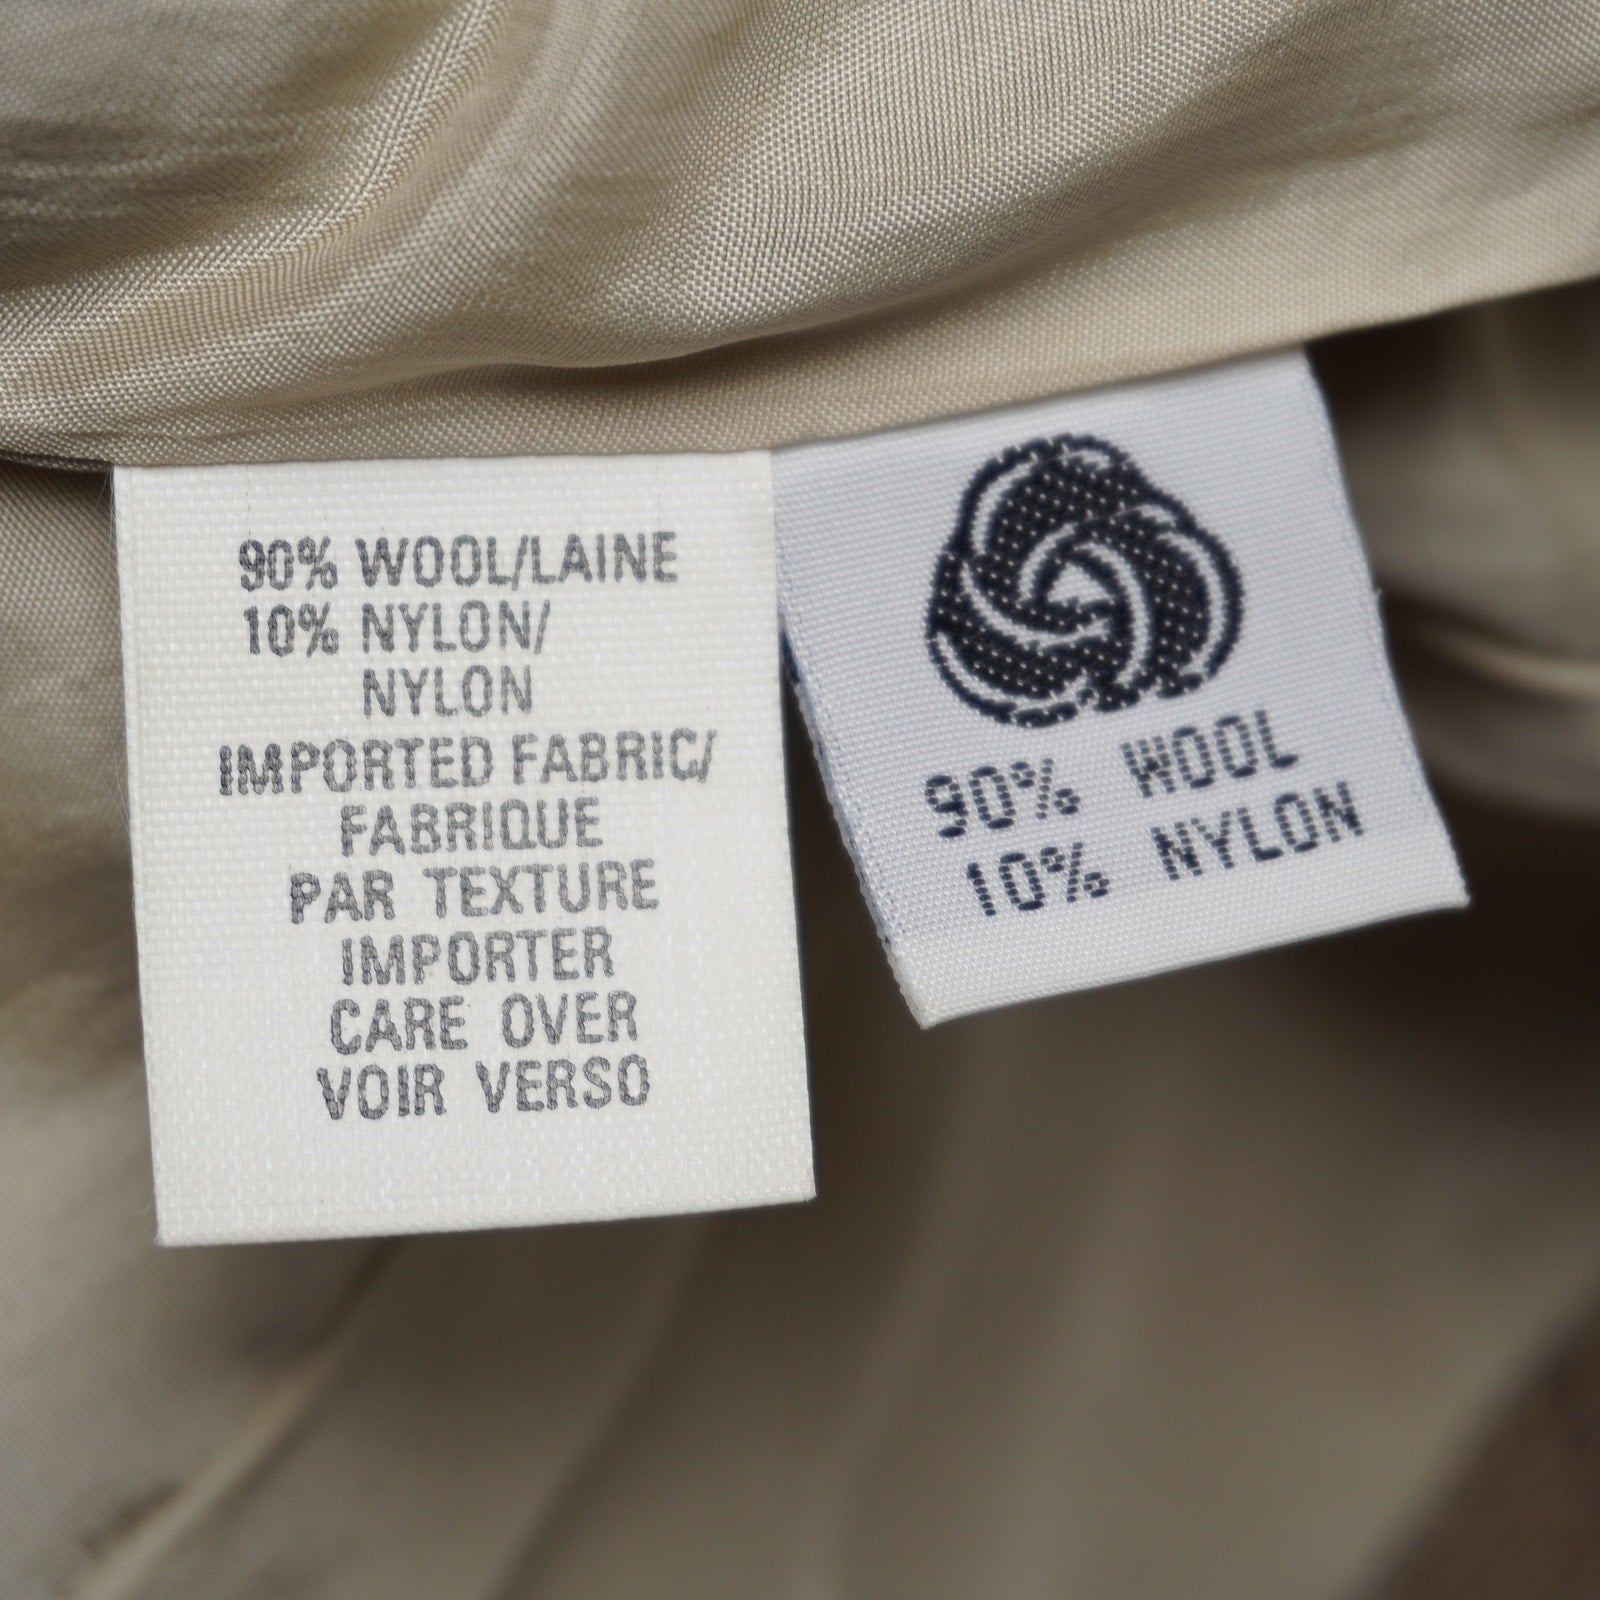 90% WOOL/LAINE
10% NYLON/
NYLON
IMPORTED FABRIC/
FABRIQUE
PAR TEXTURE
IMPORTER
CARE OVER
VOIR VERSO
90% WOOL
10% NYLON